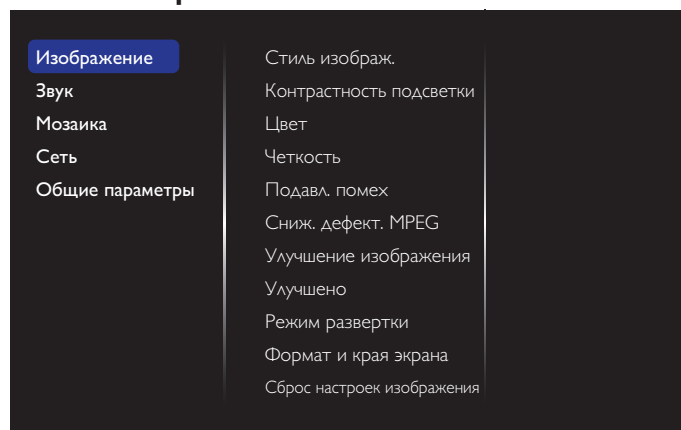 Изображение
Звук
Мозаика
Сеть
Общие параметры
Стиль изображ.
Контрастность подсветки
Цвет
Четкость
Подавл. помех
Сниж. дефект. MPEG
Улучшение изображения
Улучшено
Режим развертки
Формат и края экрана
Сброс настроек изображения